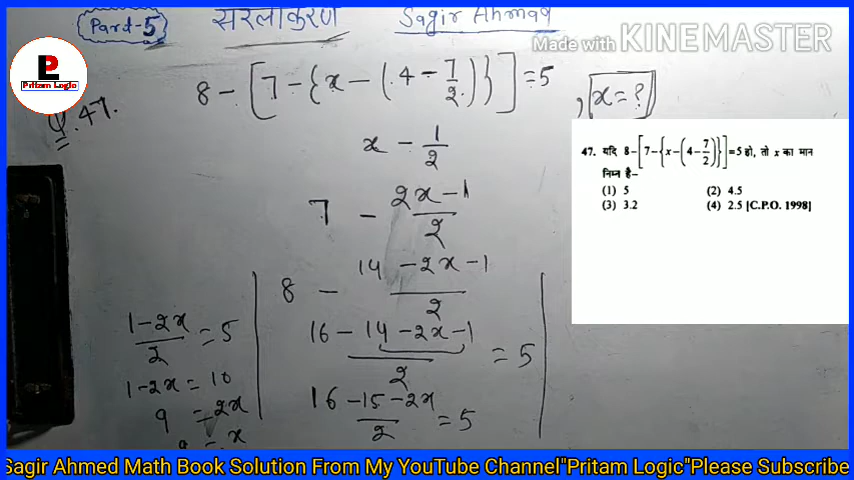 Part-5 सरलीकरण Sagir Ahmad
Made with KINEMASTER
PL
Pritam Logic
Q.47. 8 - [7 - {x - (4 - 7/2)}] = 5, x = ?
x - 1/2
7 - 2x-1/2
8 - 14 -2x -1/2
16 - 14 -2x -1/2 = 5
16 -15 -2x/2 = 5
1-2x/2 = 5
1-2x = 10
9 = -2x
= x
47. यदि 8-[7-{x-(4-7/2)}]=5 हो, तो x का मान
निम्न है–
(1) 5 (2) 4.5
(3) 3.2 (4) 2.5 [C.P.O. 1998]
Sagir Ahmed Math Book Solution From My YouTube Channel"Pritam Logic"Please Subscribe